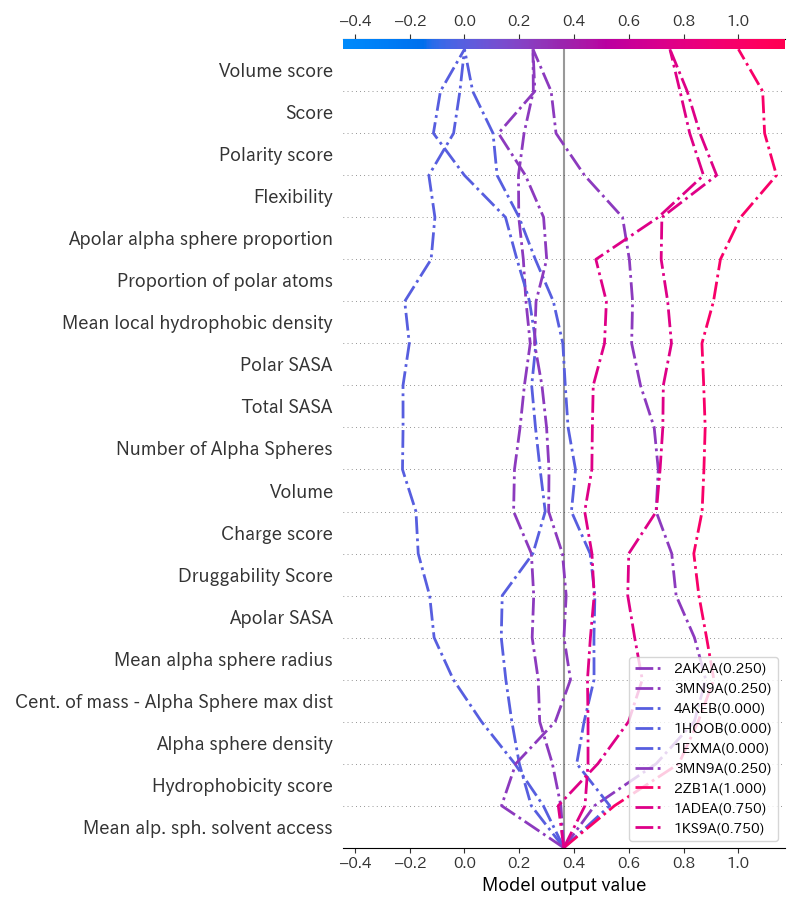 −0.4 −0.2 0.0 0.2 0.4 0.6 0.8 1.0
Volume score
Score
Polarity score
Flexibility
Apolar alpha sphere proportion
Proportion of polar atoms
Mean local hydrophobic density
Polar SASA
Total SASA
Number of Alpha Spheres
Volume
Charge score
Druggability Score
Apolar SASA
Mean alpha sphere radius
Cent. of mass - Alpha Sphere max dist
Alpha sphere density
Hydrophobicity score
Mean alp. sph. solvent access
2AKAA(0.250)
3MN9A(0.250)
4AKEB(0.000)
1HOOB(0.000)
1EXMA(0.000)
3MN9A(0.250)
2ZB1A(1.000)
1ADEA(0.750)
1KS9A(0.750)
−0.4 −0.2 0.0 0.2 0.4 0.6 0.8 1.0
Model output value